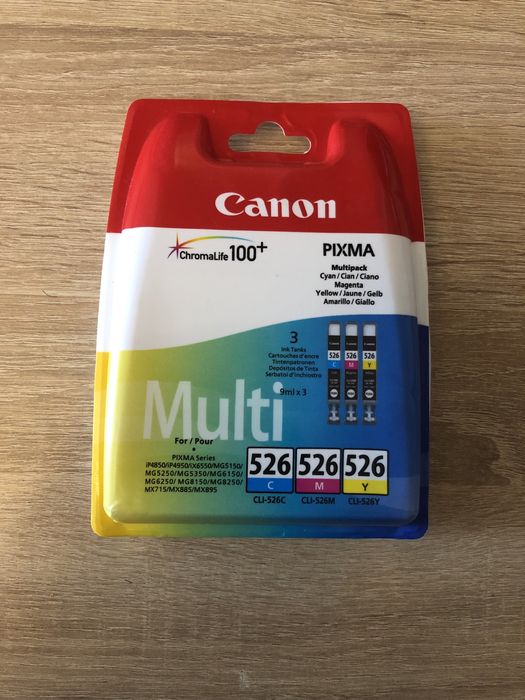 Canon
ChromaLife 100+
PIXMA
Multipack
Cyan / Cian / Ciano
Magenta
Yellow / Jaune / Gelb
Amarillo / Giallo
3
Ink Tanks
Cartouches d'encre
Tintenpatronen
Depósitos de Tinta
Serbatoi d'inchiostro
9ml x 3
526 526 526
C M Y
Multi
For / Pour
PIXMA Series
iP4850/iP4950/iX6550/MG5150/
MG5250/MG5350/MG6150/
MG6250/ MG8150/MG8250/
MX715/MX885/MX895
526 526 526
C M Y
CLI-526C CLI-526M CLI-526Y